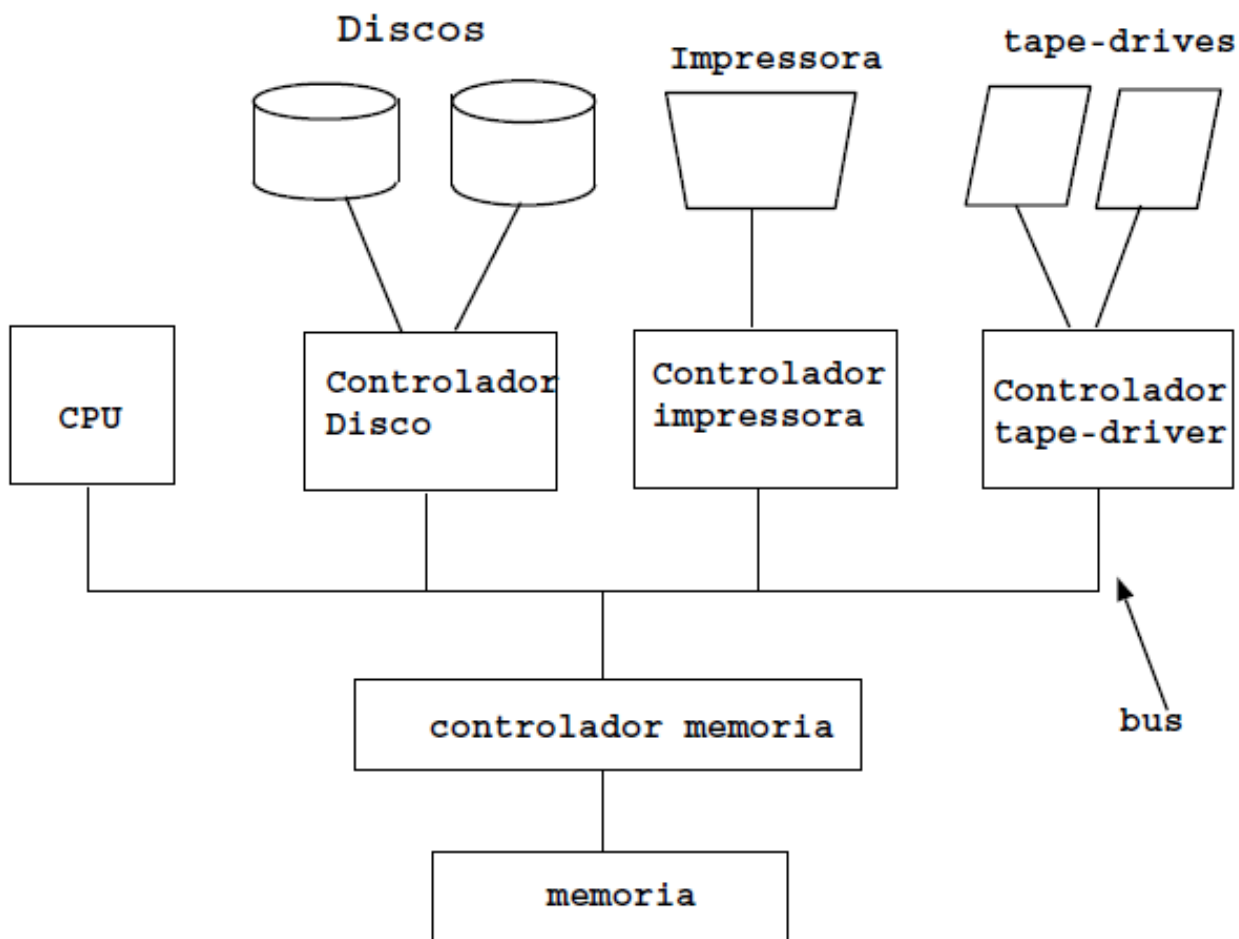 Discos
Impressora
tape-drives
CPU
Controlador
Disco
Controlador
impressora
Controlador
tape-driver
bus
controlador memoria
memoria